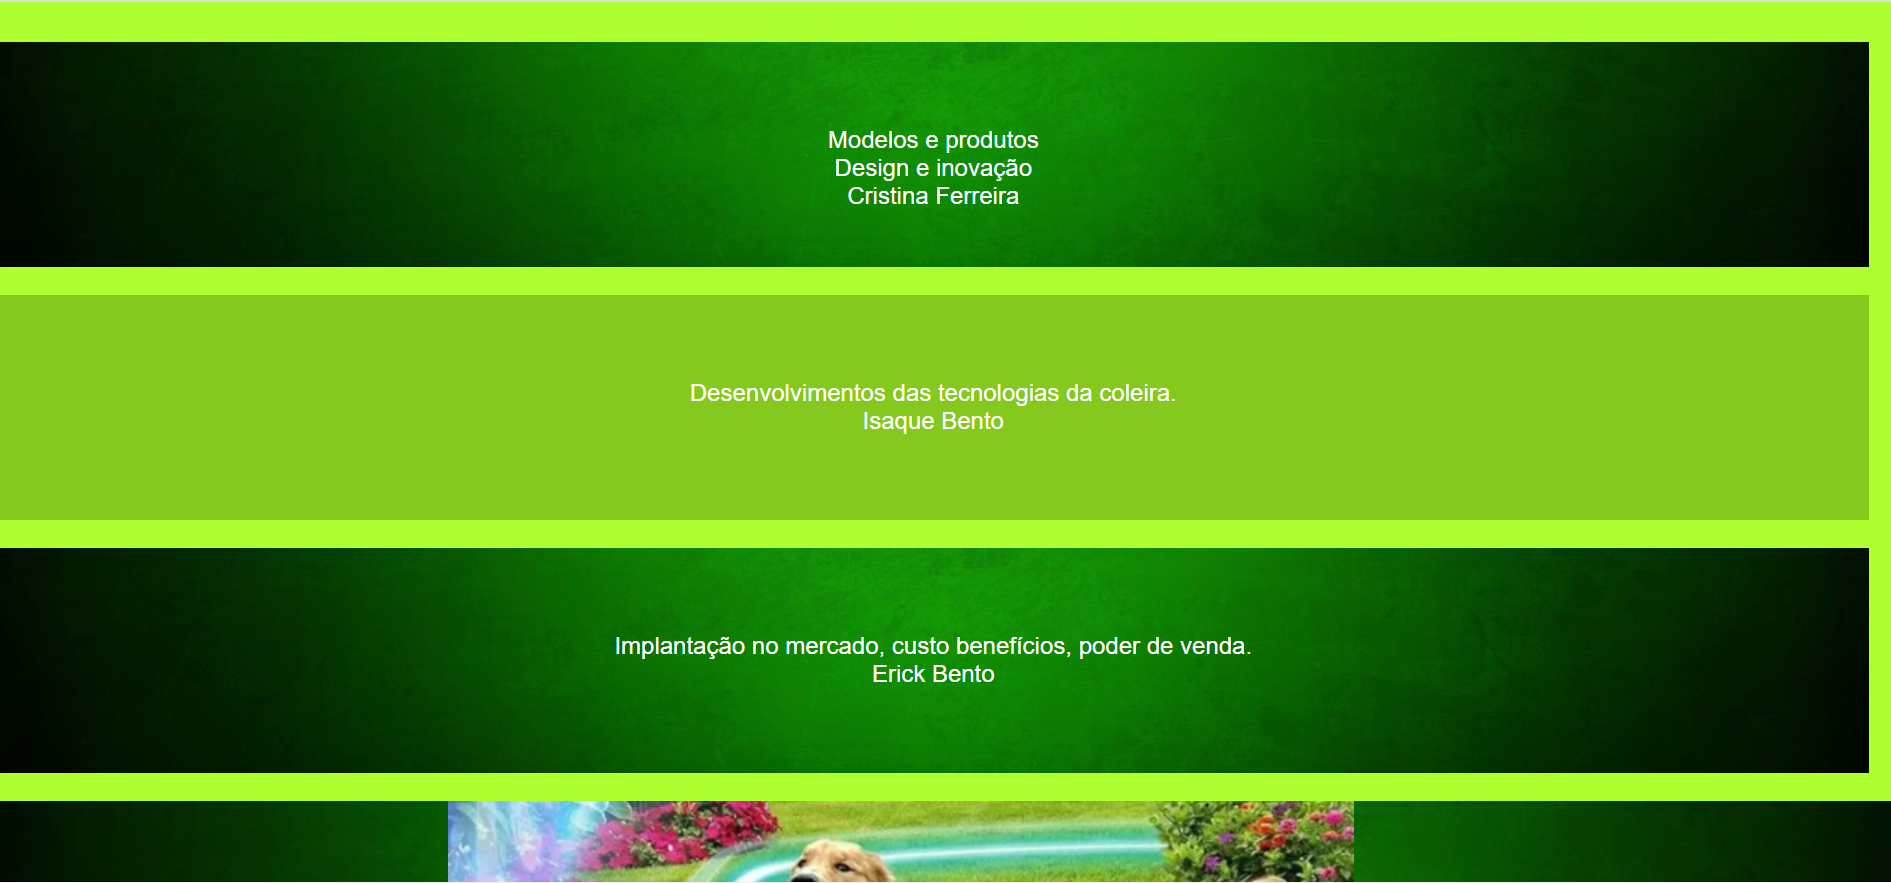 Modelos e produtos
Design e inovação
Cristina Ferreira
Desenvolvimentos das tecnologias da coleira.
Isaque Bento
Implantação no mercado, custo benefícios, poder de venda.
Erick Bento